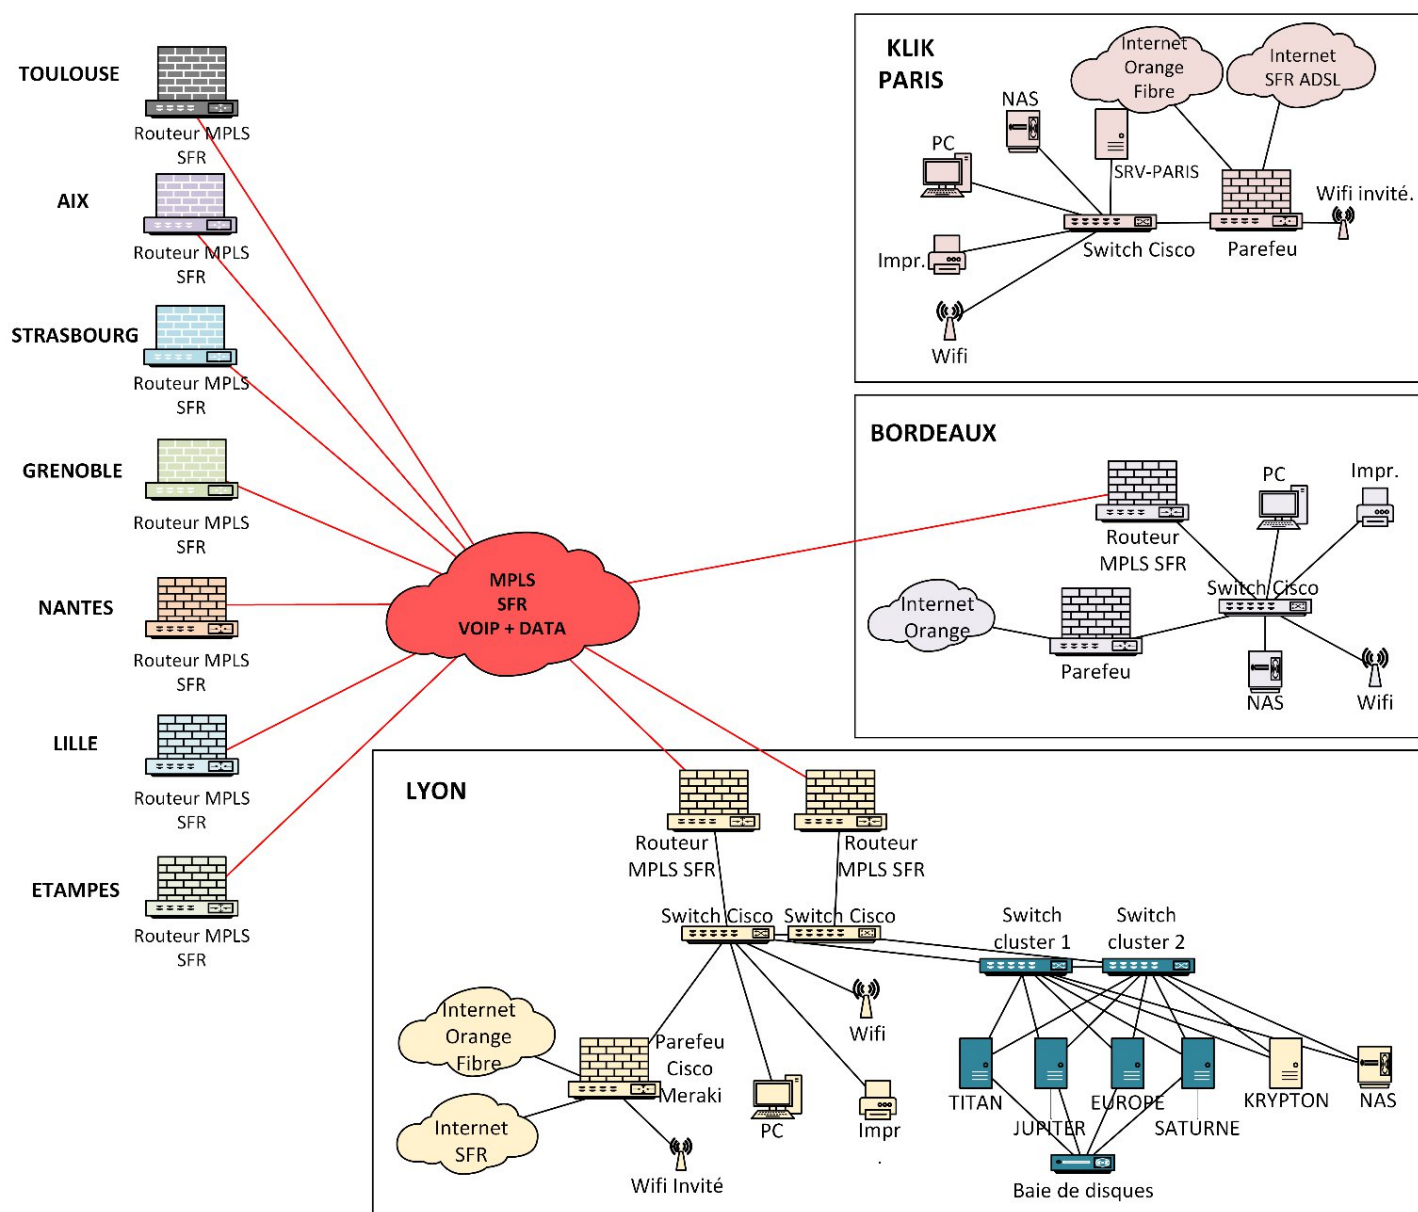 TOULOUSE
Routeur MPLS
SFR
AIX
Routeur MPLS
SFR
STRASBOURG
Routeur MPLS
SFR
GRENOBLE
Routeur MPLS
SFR
NANTES
Routeur MPLS
SFR
LILLE
Routeur MPLS
SFR
ETAMPES
Routeur MPLS
SFR
MPLS
SFR
VOIP + DATA
KLIK
PARIS
Internet
Orange
Fibre
Internet
SFR ADSL
NAS
PC
SRV-PARIS
Wifi invité.
Impr.
Switch Cisco
Parefeu
Wifi
BORDEAUX
Routeur
MPLS SFR
PC
Impr.
Switch Cisco
Internet
Orange
Parefeu
NAS
Wifi
LYON
Routeur
MPLS SFR
Routeur
MPLS SFR
Switch Cisco
Switch Cisco
Switch
cluster 1
Switch
cluster 2
Internet
Orange
Fibre
Parefeu
Cisco
Meraki
Wifi
Internet
SFR
Wifi Invité
PC
Impr
.
TITAN
JUPITER
EUROPE
SATURNE
KRYPTON
NAS
Baie de disques